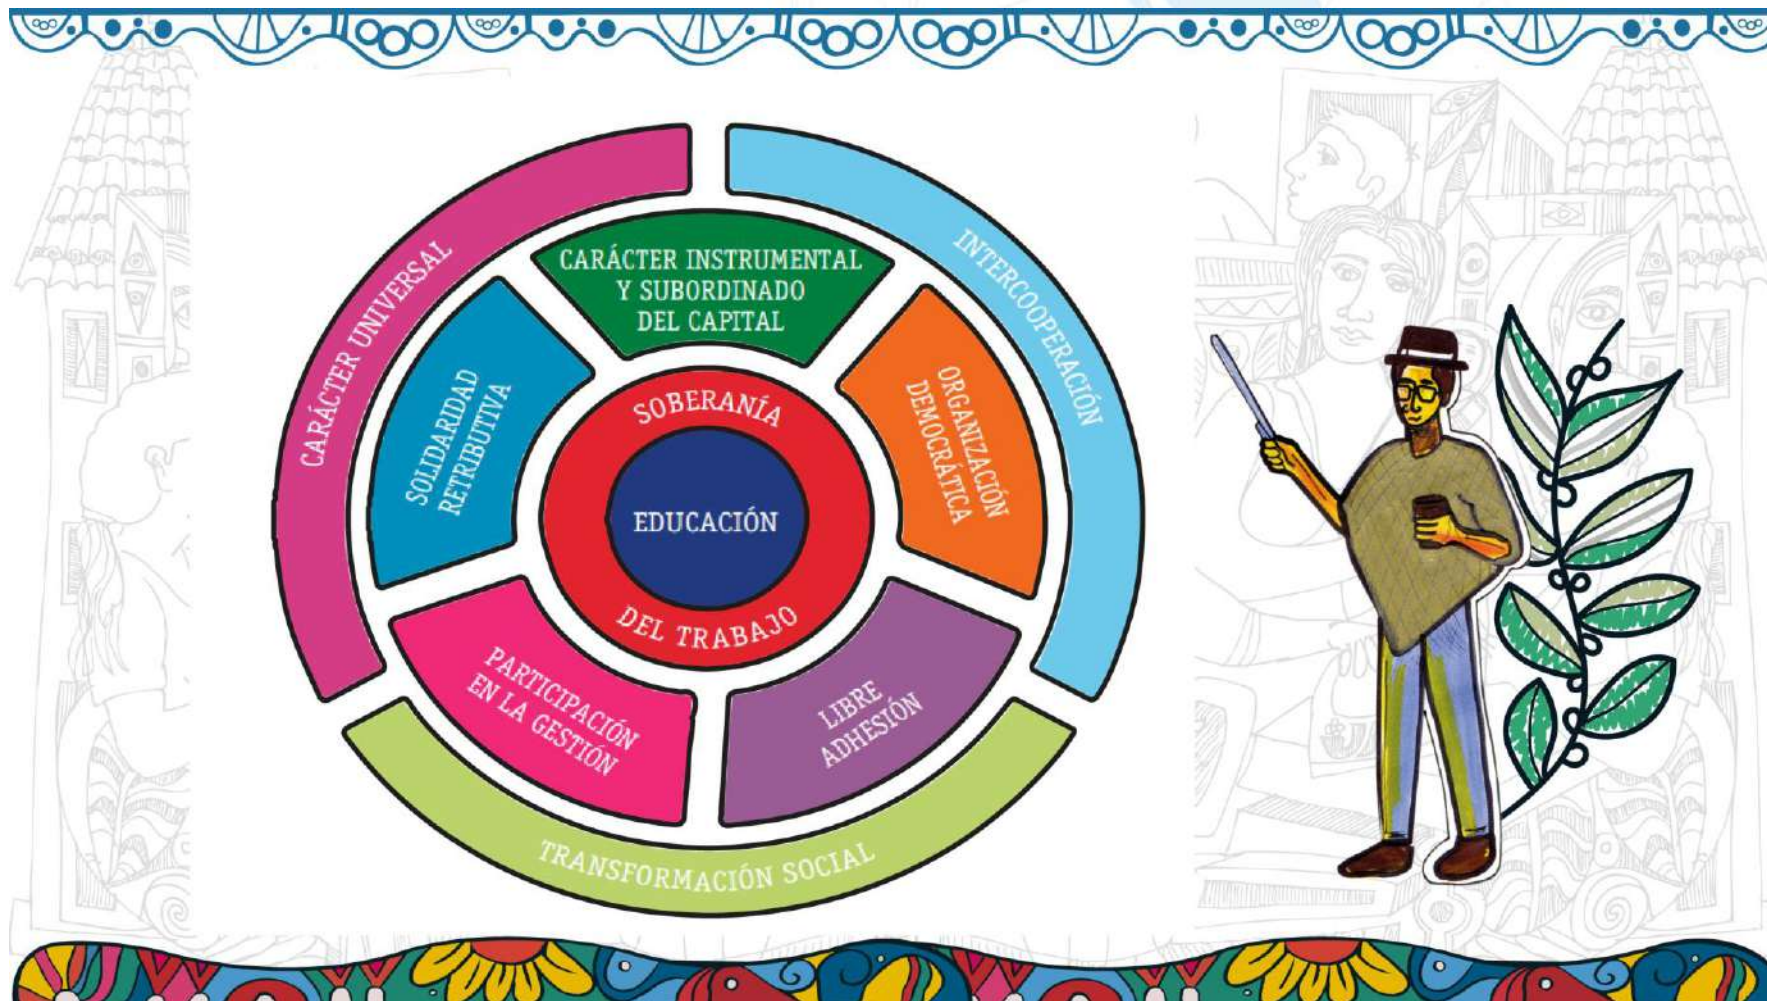 CARÁCTER UNIVERSAL
INTERCOOPERACIÓN
CARÁCTER INSTRUMENTAL
Y SUBORDINADO
DEL CAPITAL
SOLIDARIDAD
RETRIBUTIVA
ORGANIZACIÓN
DEMOCRÁTICA
SOBERANÍA
EDUCACIÓN
DEL TRABAJO
PARTICIPACIÓN
EN LA GESTIÓN
LIBRE
ADHESIÓN
TRANSFORMACIÓN SOCIAL